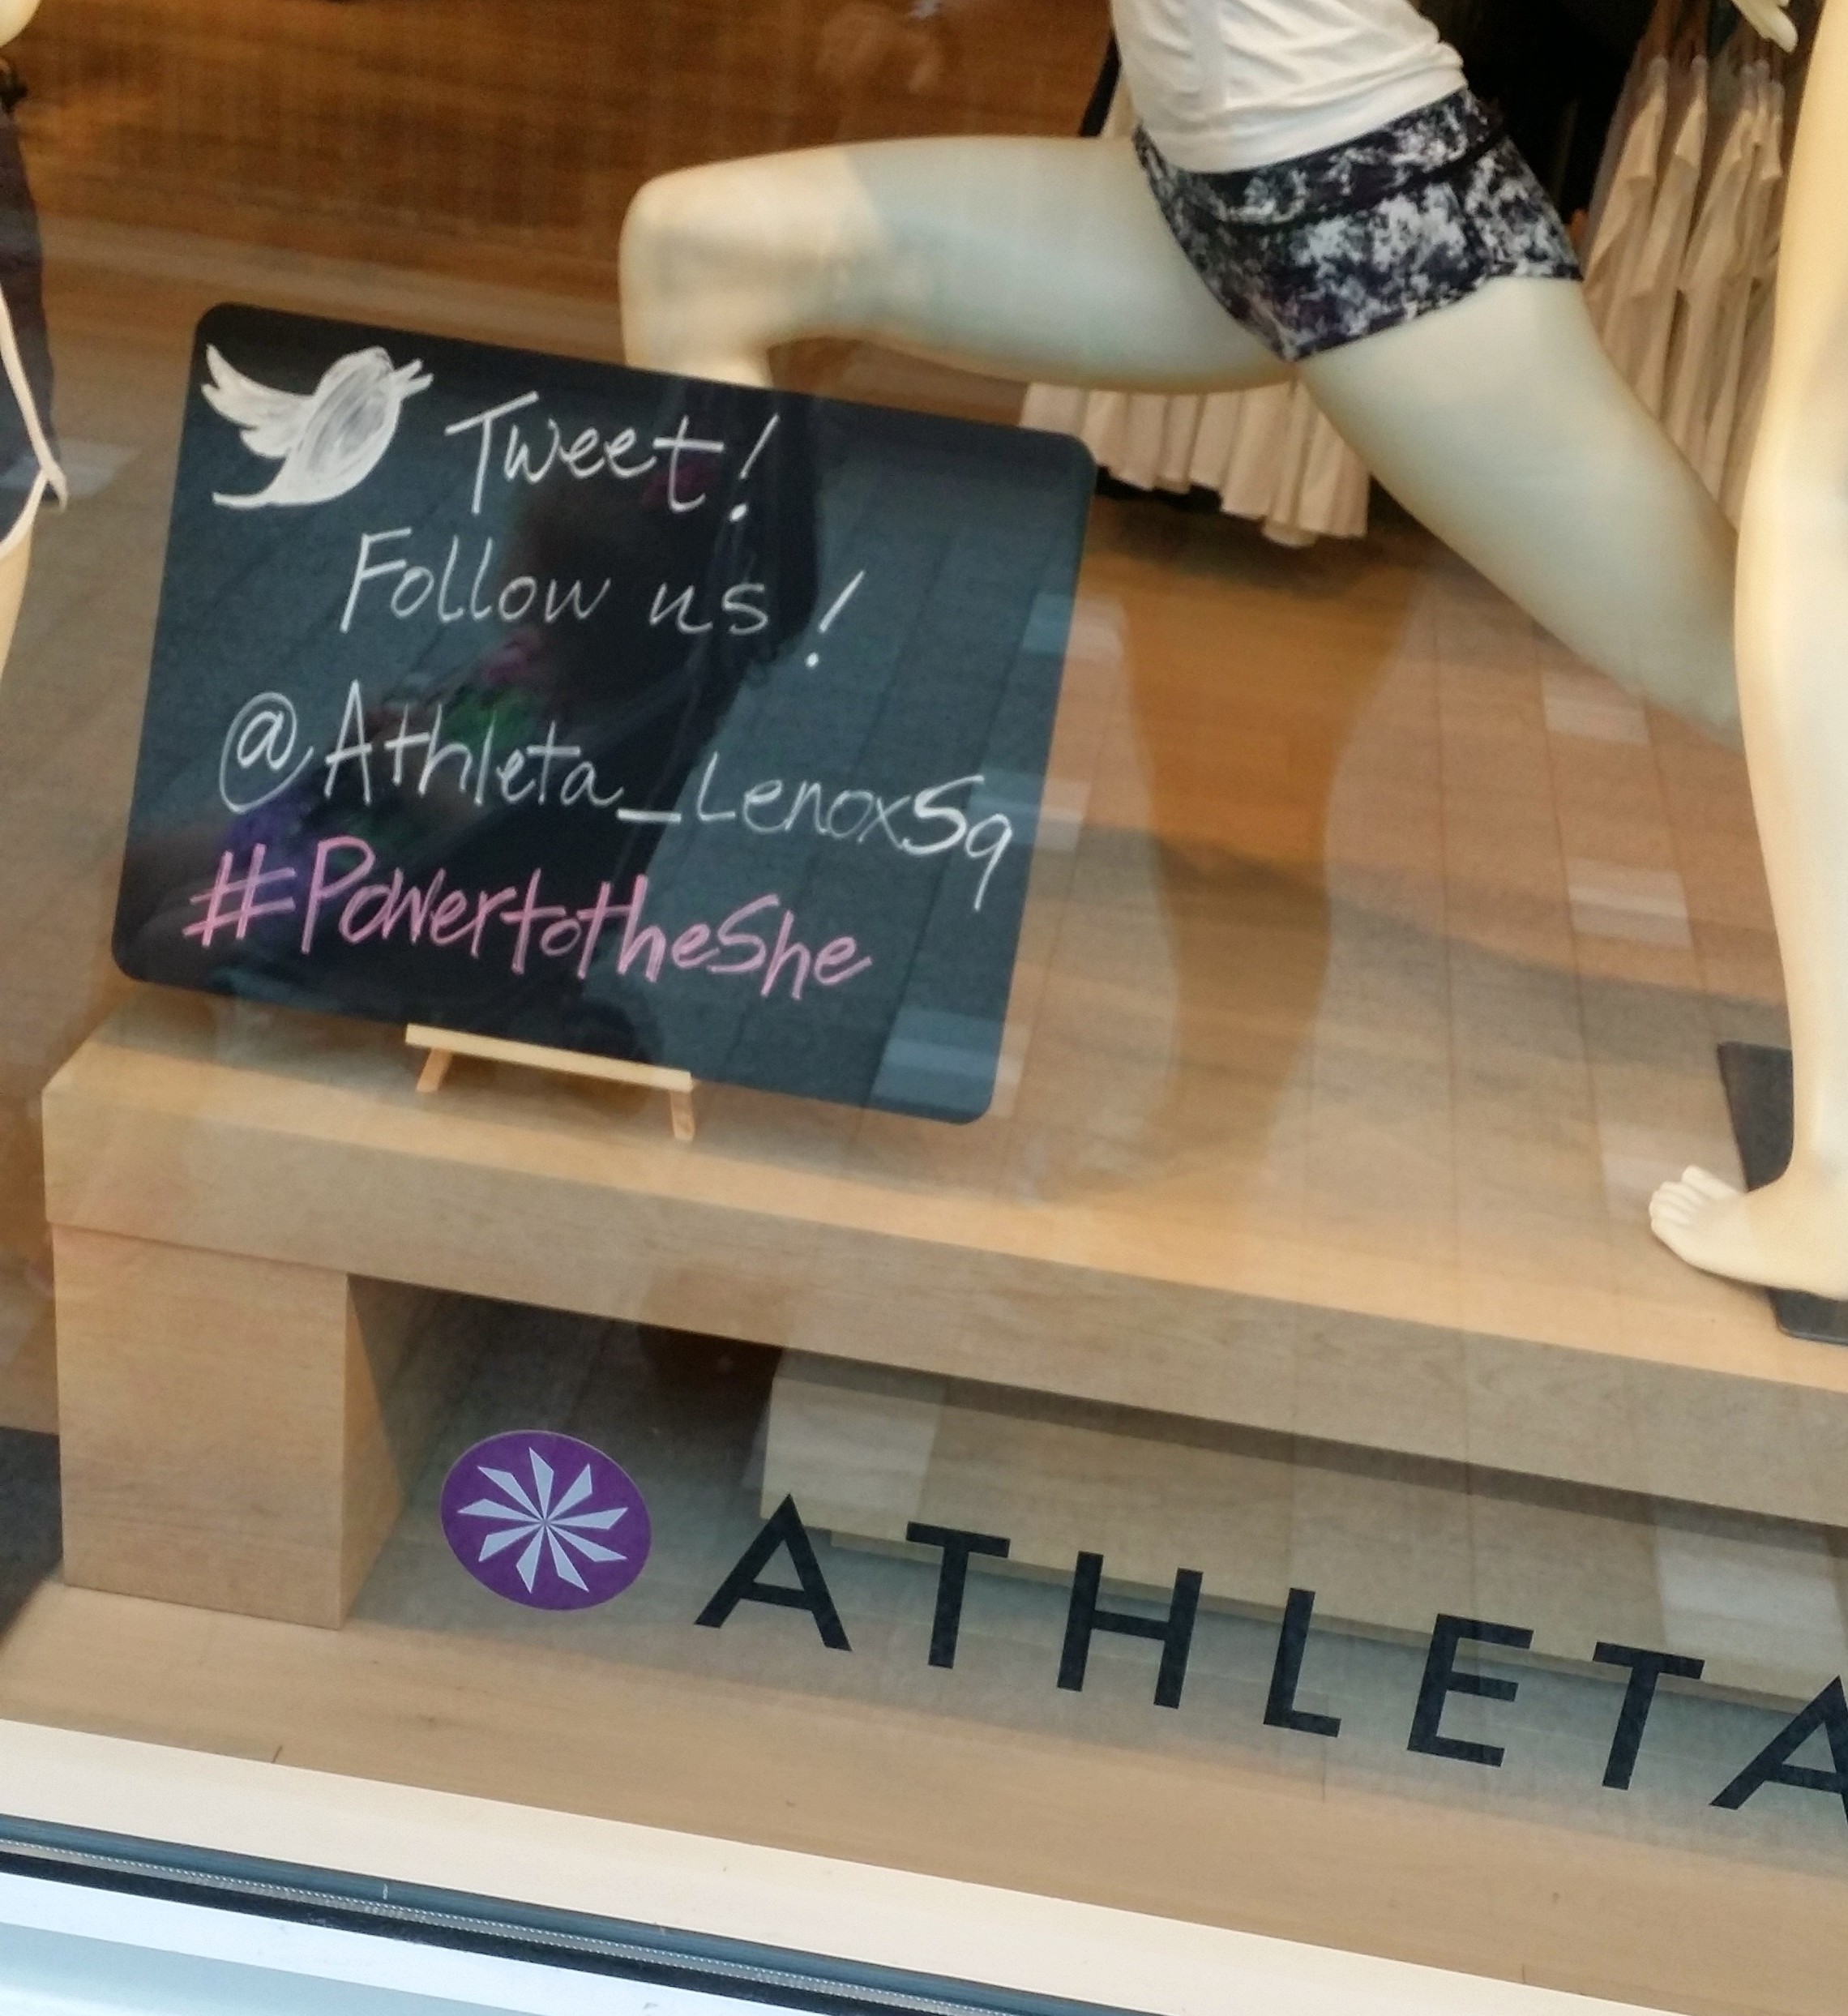 Tweet!
Follow us!
@Athleta_LenoxSq
#PowertotheShe
ATHLETA